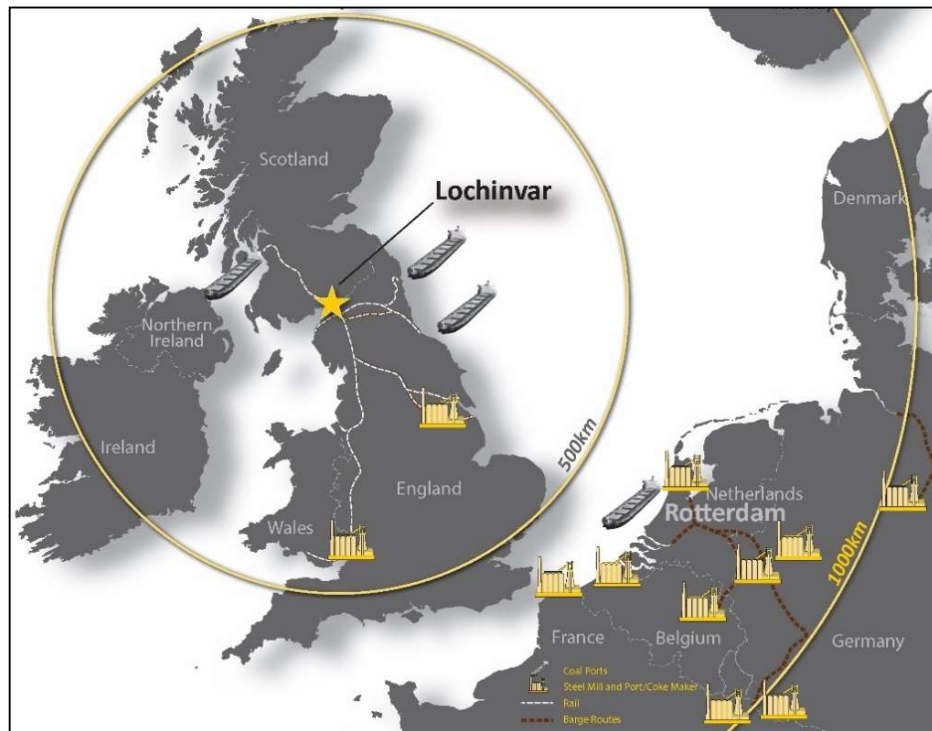 Norway
Scotland
Lochinvar
Denmark
Northern
Ireland
Ireland
500km
England
Netherlands
Rotterdam
Wales
1000km
France
Belgium
Germany
Coal Ports
Steel Mill and Port/Coke Maker
Rail
Barge Routes